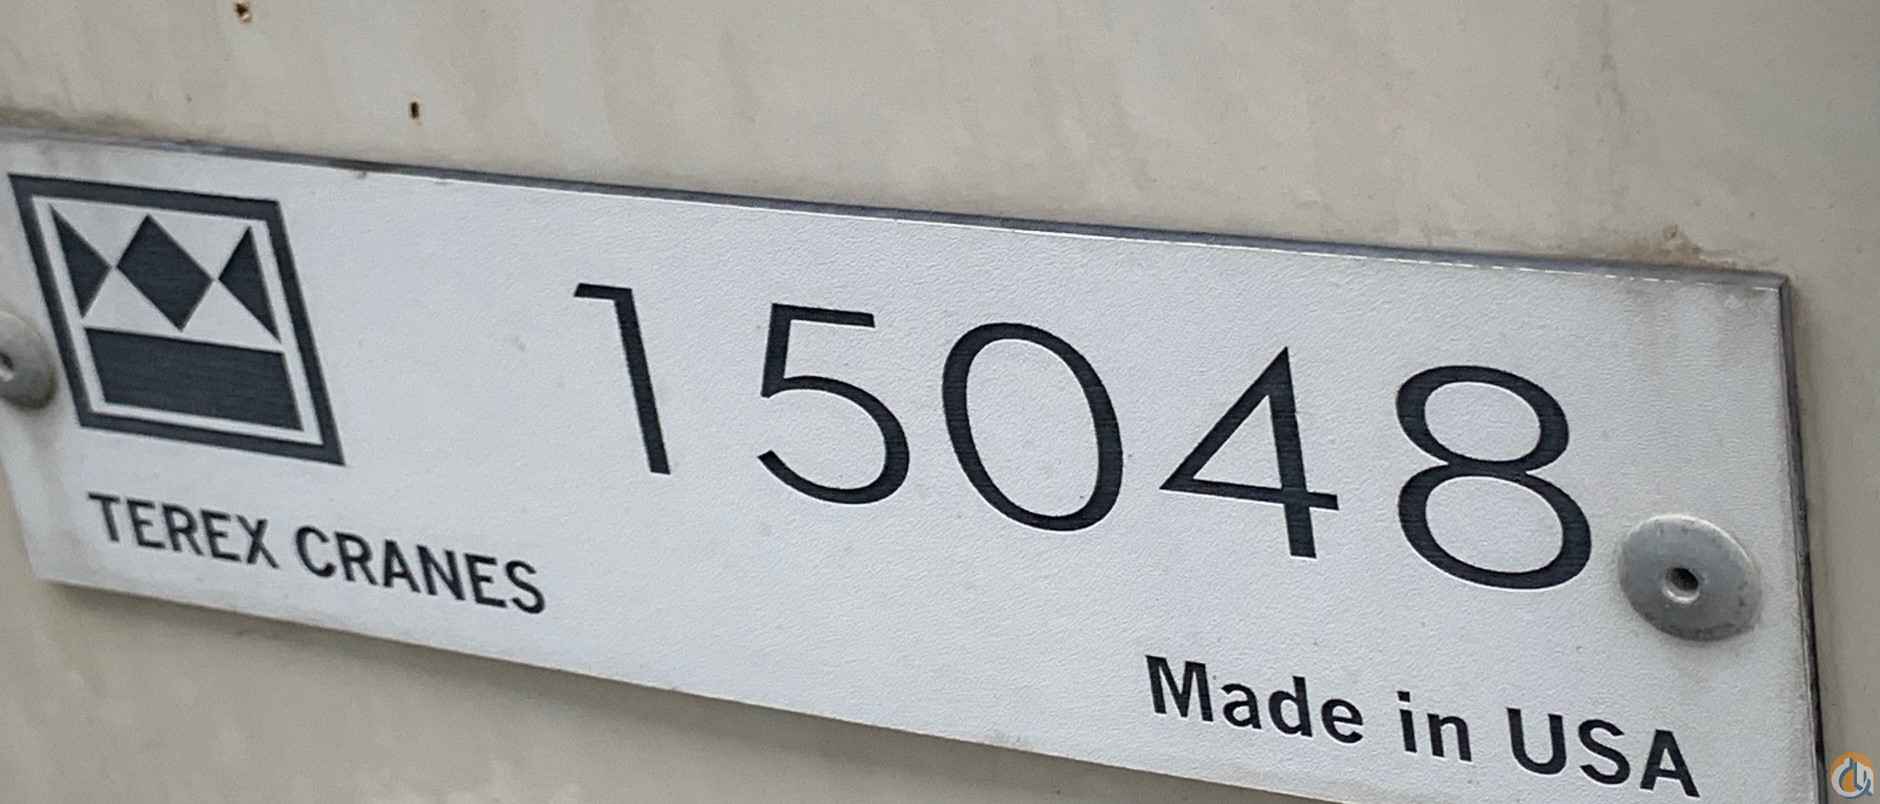 15048
TEREX CRANES
Made in USA